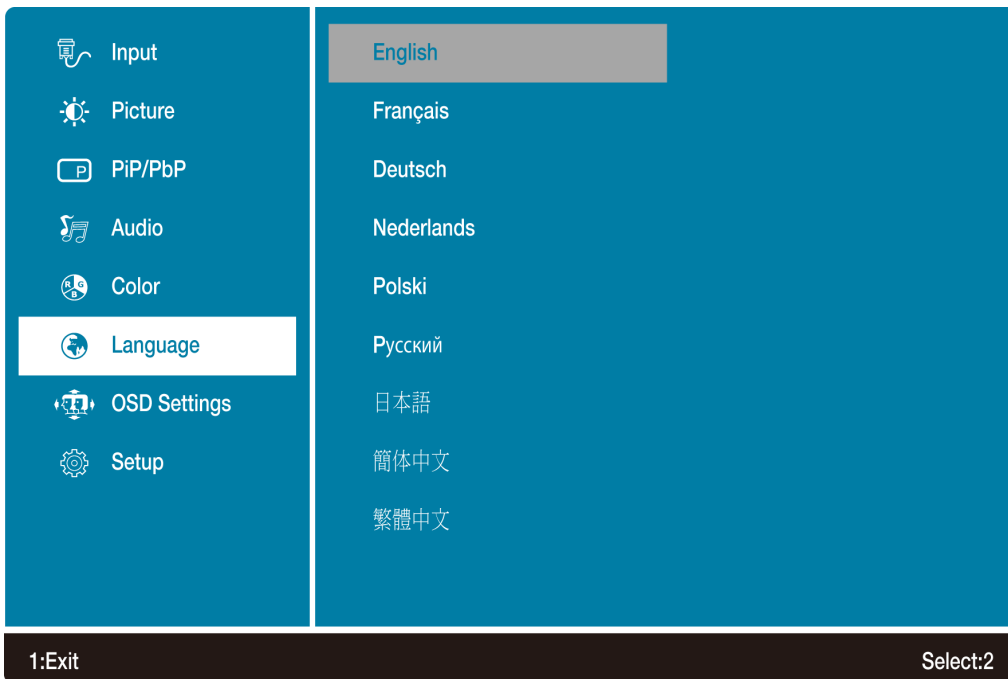 Input
Picture
P PiP/PbP
Audio
R G B Color
Language
OSD Settings
Setup
English
Français
Deutsch
Nederlands
Polski
Русский
日本語
簡体中文
繁體中文
1:Exit
Select:2